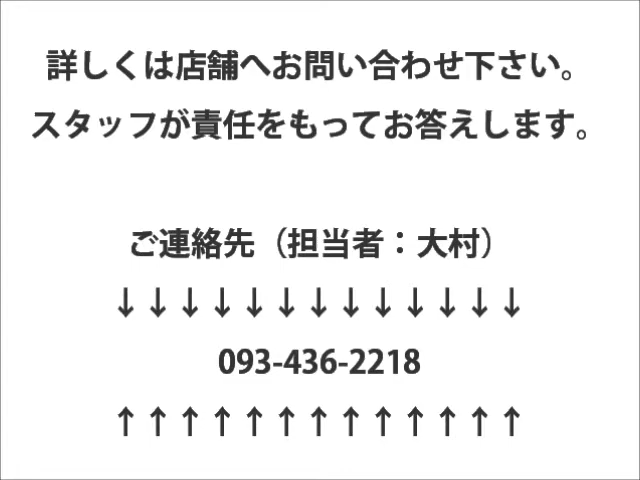 詳しくは店舗へお問い合わせ下さい。
スタッフが責任をもってお答えします。
ご連絡先（担当者：大村）
↓↓↓↓↓↓↓↓↓↓↓↓↓
093-436-2218
↑↑↑↑↑↑↑↑↑↑↑↑↑